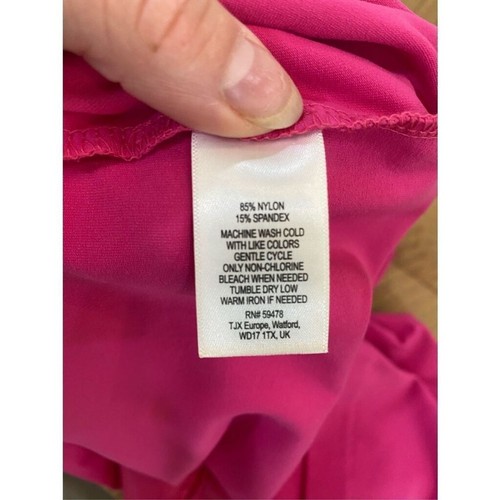 85% NYLON
15% SPANDEX
MACHINE WASH COLD
WITH LIKE COLORS
GENTLE CYCLE
ONLY NON-CHLORINE
BLEACH WHEN NEEDED
TUMBLE DRY LOW
WARM IRON IF NEEDED
RN# 59478
TJX Europe, Watford,
WD17 1TX, UK